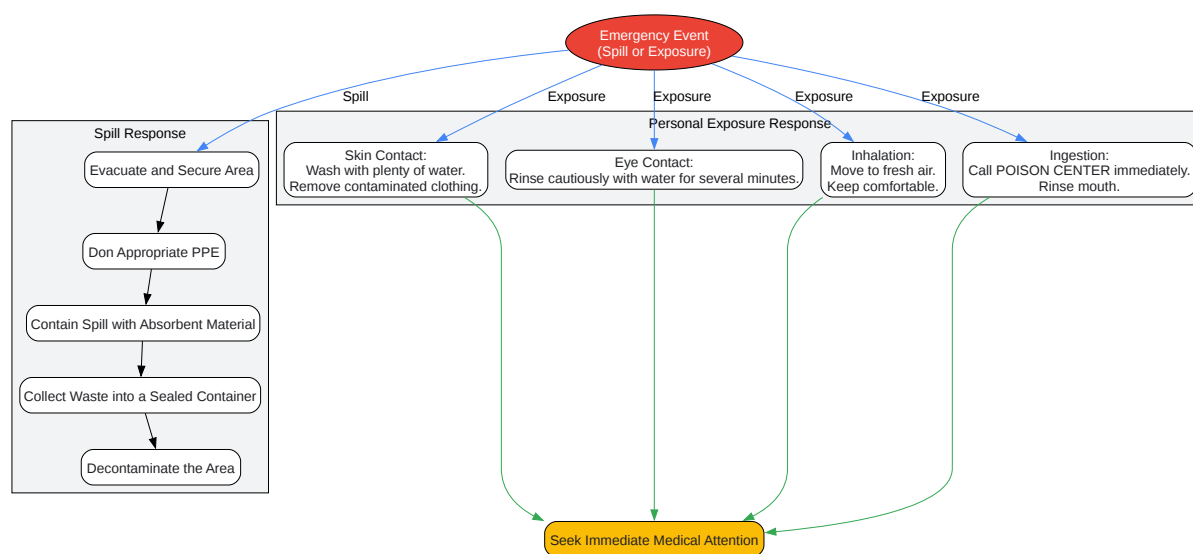 Emergency Event
(Spill or Exposure)
Spill
Exposure
Exposure
Exposure
Exposure
Spill Response
Evacuate and Secure Area
Don Appropriate PPE
Contain Spill with Absorbent Material
Collect Waste into a Sealed Container
Decontaminate the Area
Personal Exposure Response
Skin Contact:
Wash with plenty of water.
Remove contaminated clothing.
Eye Contact:
Rinse cautiously with water for several minutes.
Inhalation:
Move to fresh air.
Keep comfortable.
Ingestion:
Call POISON CENTER immediately.
Rinse mouth.
Seek Immediate Medical Attention